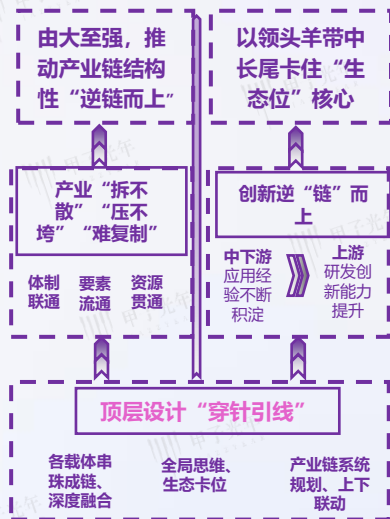 由大至强，推
动产业链结构
性“逆链而上”
以领头羊带中
长尾卡住“生
态位”核心
产业“拆不
散”“压不
垮”“难复制”
体制
联通
要素
流通
资源
贯通
创新逆“链”而
上
中下游
应用经
验不断
积淀
上游
研发创
新能力
提升
顶层设计“穿针引线”
各载体串
珠成链、
深度融合
全局思维、
生态卡位
产业链系统
规划、上下
联动
甲子光年